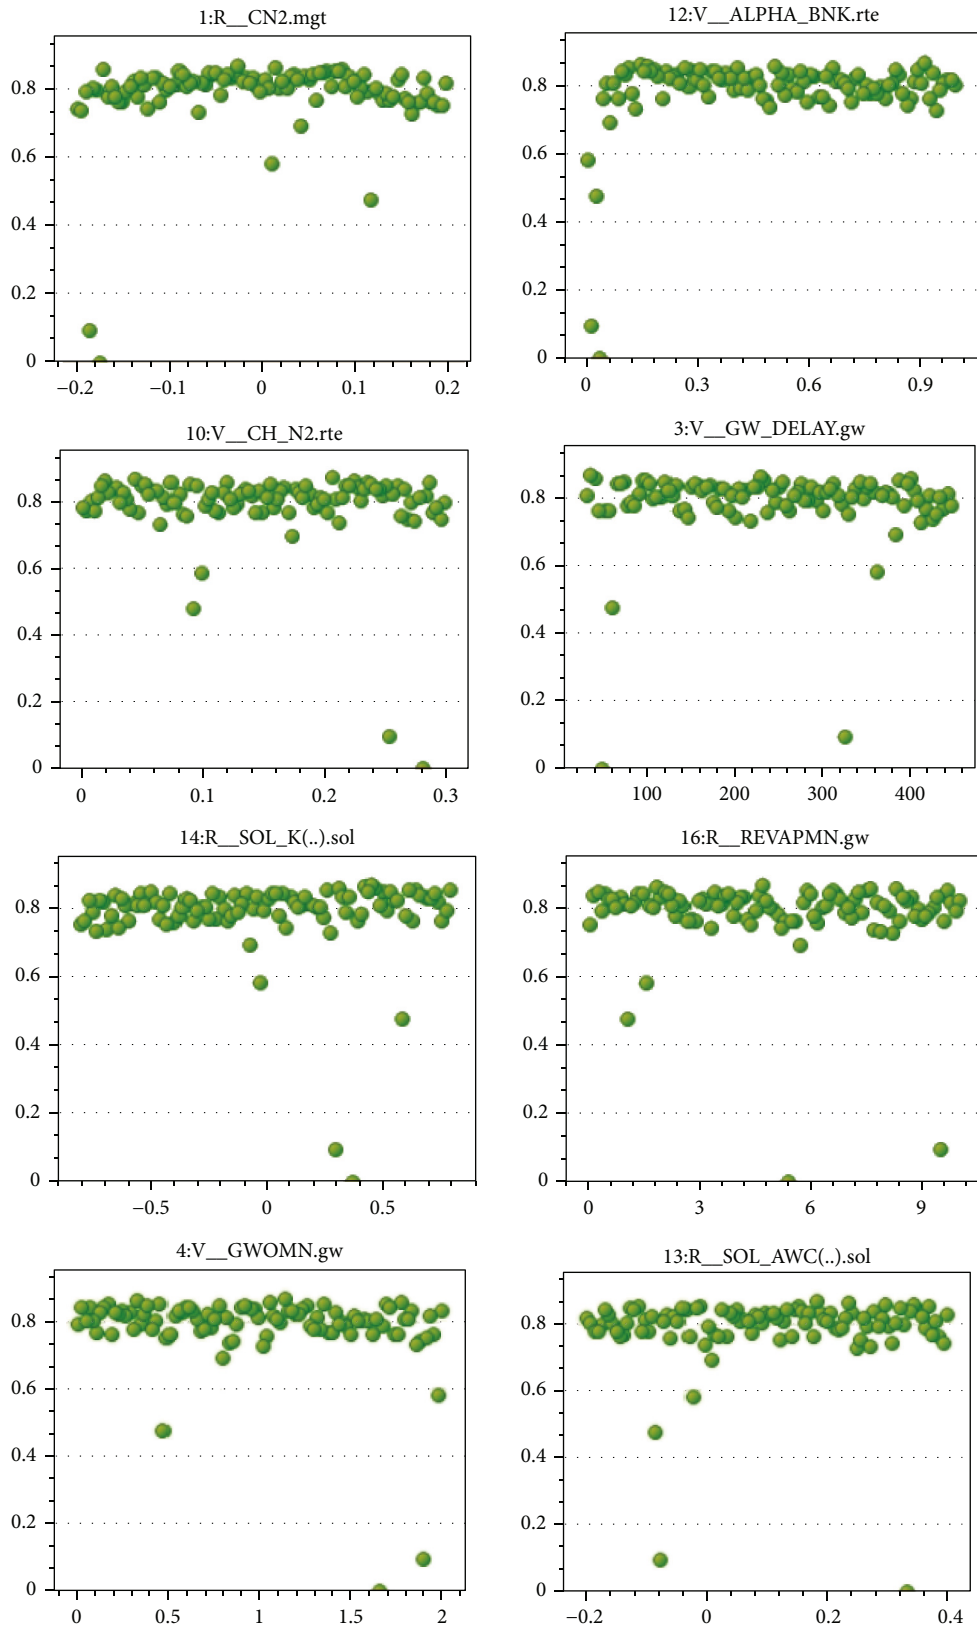 1:R__CN2.mgt
0.8
0.6
0.4
0.2
0
−0.2 −0.1 0 0.1 0.2
12:V__ALPHA_BNK.rte
0.8
0.6
0.4
0.2
0
0 0.3 0.6 0.9
10:V__CH_N2.rte
0.8
0.6
0.4
0.2
0
0 0.1 0.2 0.3
3:V__GW_DELAY.gw
0.8
0.6
0.4
0.2
0
100 200 300 400
14:R__SOL_K(..).sol
0.8
0.6
0.4
0.2
0
−0.5 0 0.5
16:R__REVAPMN.gw
0.8
0.6
0.4
0.2
0
0 3 6 9
4:V__GWOMN.gw
0.8
0.6
0.4
0.2
0
0 0.5 1 1.5 2
13:R__SOL_AWC(..).sol
0.8
0.6
0.4
0.2
0
−0.2 0 0.2 0.4